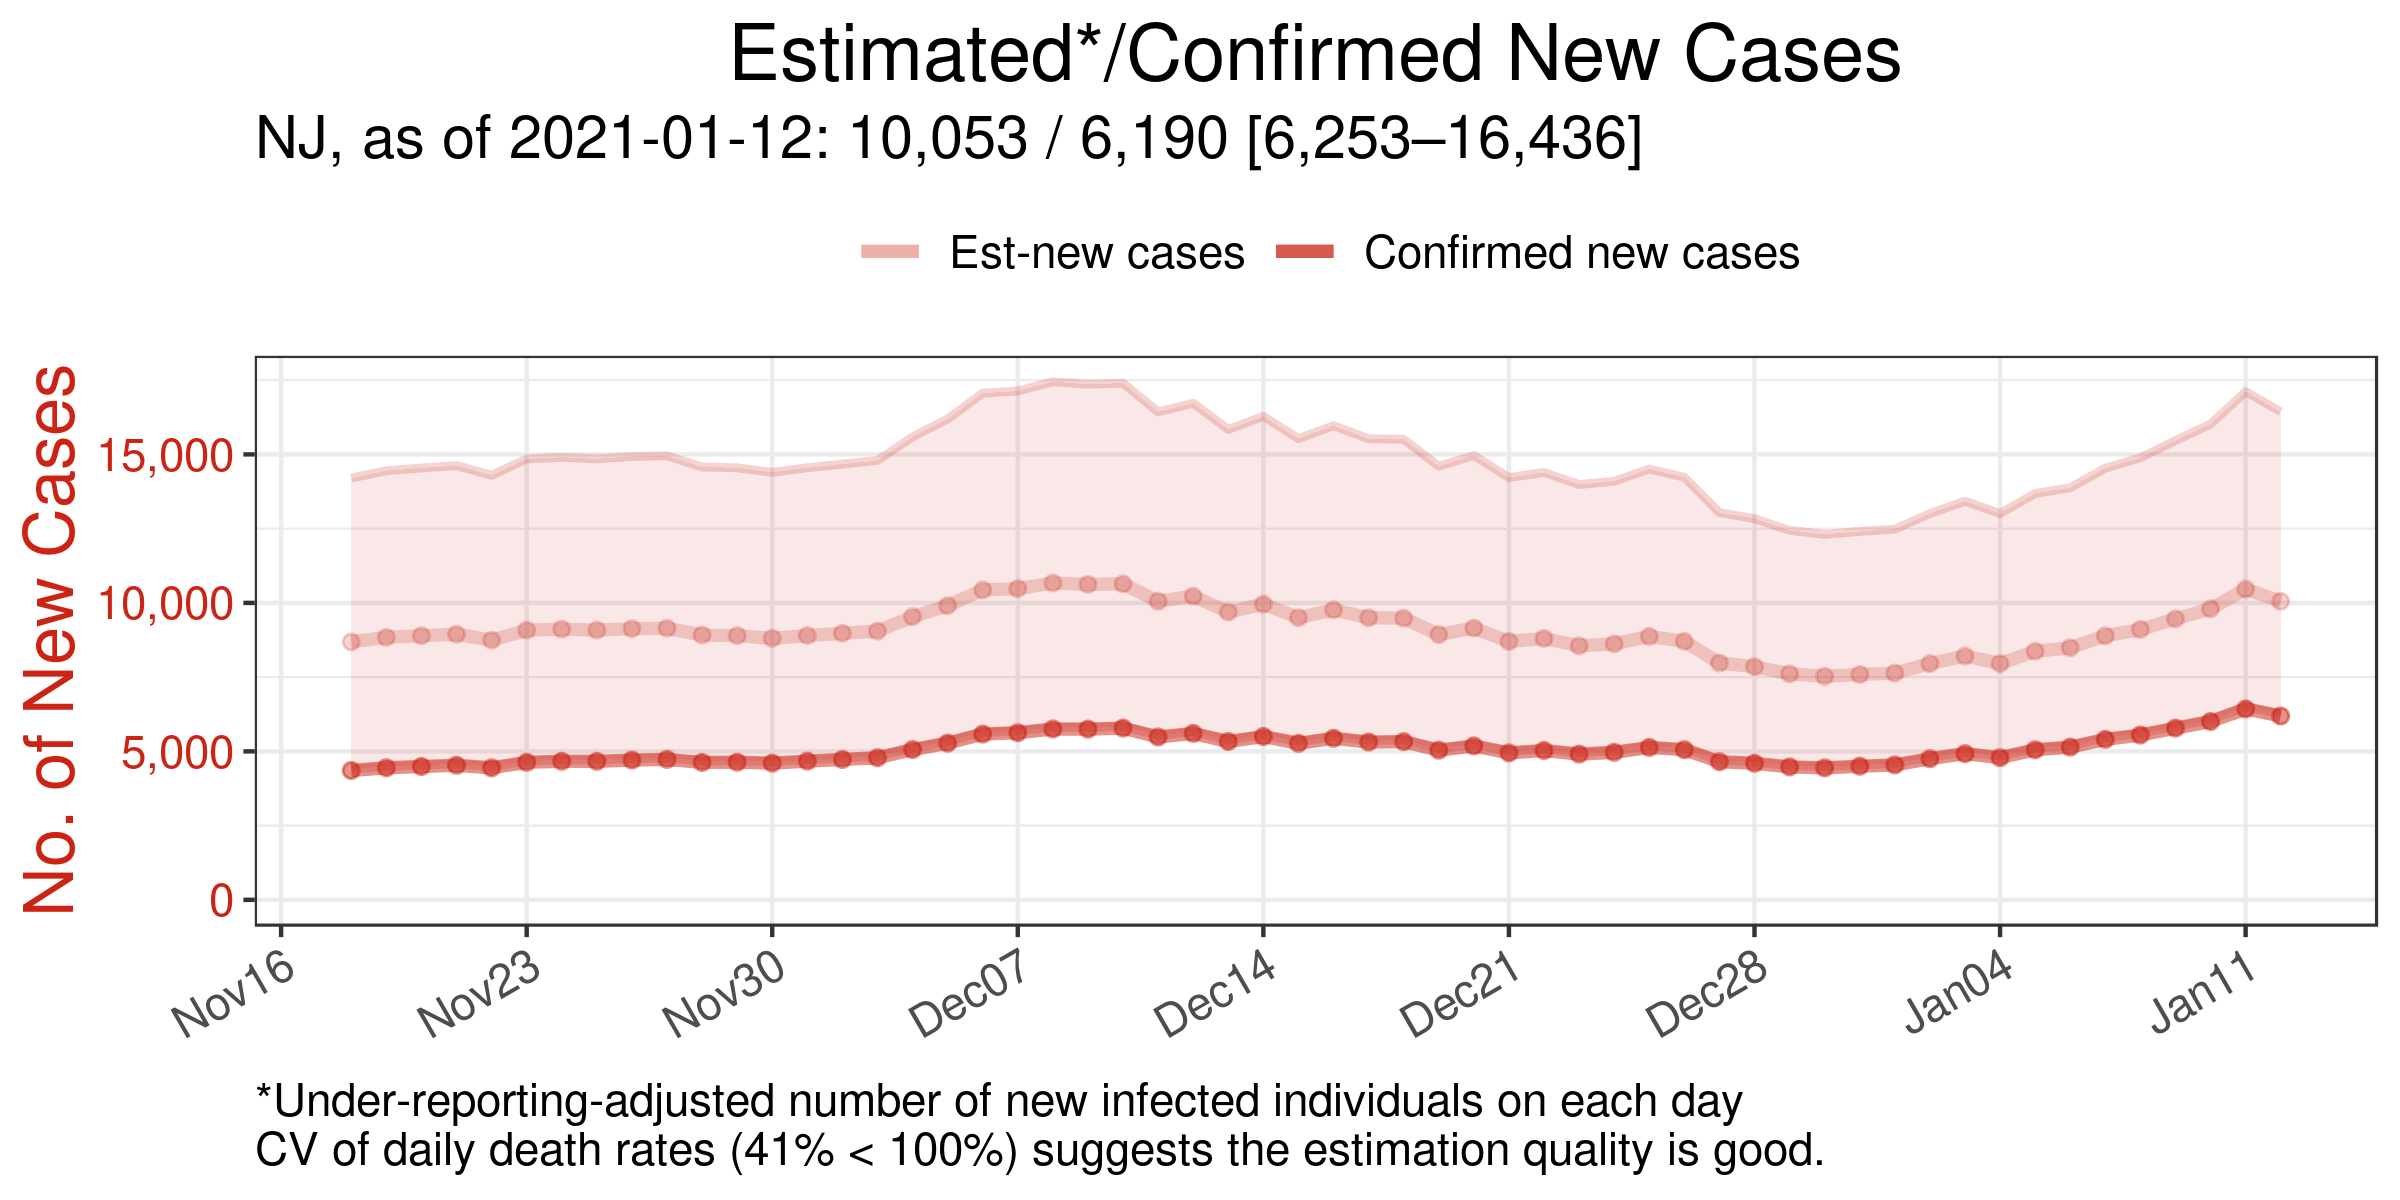 Estimated*/Confirmed New Cases
NJ, as of 2021-01-12: 10,053 / 6,190 [6,253–16,436]
Est-new cases
Confirmed new cases
No. of New Cases
15,000
10,000
5,000
0
Nov16
Nov23
Nov30
Dec07
Dec14
Dec21
Dec28
Jan04
Jan11
*Under-reporting-adjusted number of new infected individuals on each day
CV of daily death rates (41% < 100%) suggests the estimation quality is good.